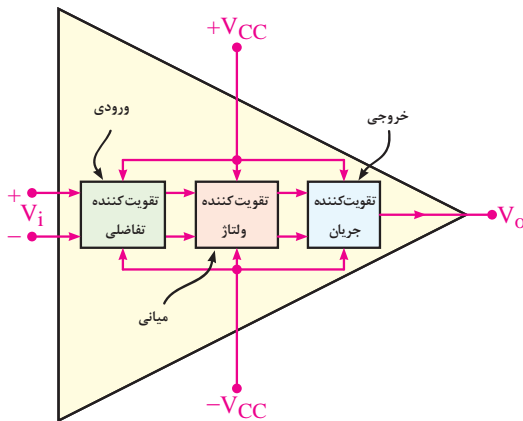 +VCC
ورودی
خروجی
+
Vi
−
تقویت‌کننده
تفاضلی
تقویت‌کننده
ولتاژ
تقویت‌کننده
جریان
Vo
میانی
−VCC